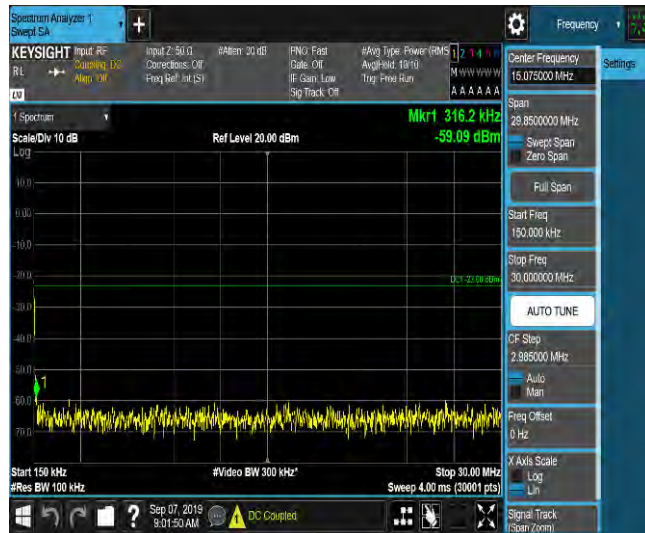 Spectrum Analyzer 1
Swept SA
Frequency
KEYSIGHT
Input: RF
Coupling: DC
Align: Off
Input Z: 50 Ω
Corrections: Off
Freq Ref: Int (S)
#Atten: 30 dB
PNO: Fast
Gate: Off
IF Gain: Low
Sig Track: Off
#Avg Type: Power (RMS
Avg|Hold: 10/10
Trig: Free Run
1 2 3 4 5 6
M W W W W W
A A A A A A
RL
Settings
1 Spectrum
Scale/Div 10 dB
Ref Level 20.00 dBm
Mkr1 316.2 kHz
-59.09 dBm
Log
10.0
0.00
-10.0
-20.0
DL1 -23.00 dBm
-30.0
-40.0
-50.0
1
-60.0
-70.0
Start 150 kHz
#Video BW 300 kHz*
Stop 30.00 MHz
#Res BW 100 kHz
Sweep 4.00 ms (30001 pts)
Sep 07, 2019
9:01:50 AM
DC Coupled
Center Frequency
15.075000 MHz
Span
29.8500000 MHz
Swept Span
Zero Span
Full Span
Start Freq
150.000 kHz
Stop Freq
30.000000 MHz
AUTO TUNE
CF Step
2.985000 MHz
Auto
Man
Freq Offset
0 Hz
X Axis Scale
Log
Lin
Signal Track
(Span Zoom)